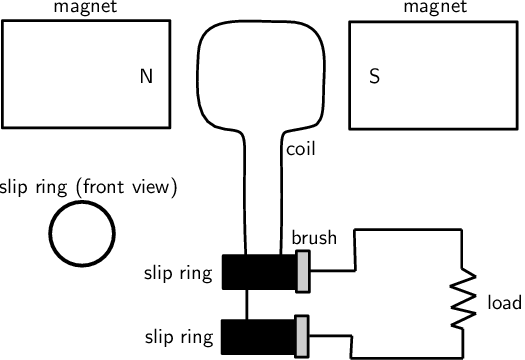 magnet
magnet
N
S
coil
slip ring (front view)
brush
slip ring
load
slip ring